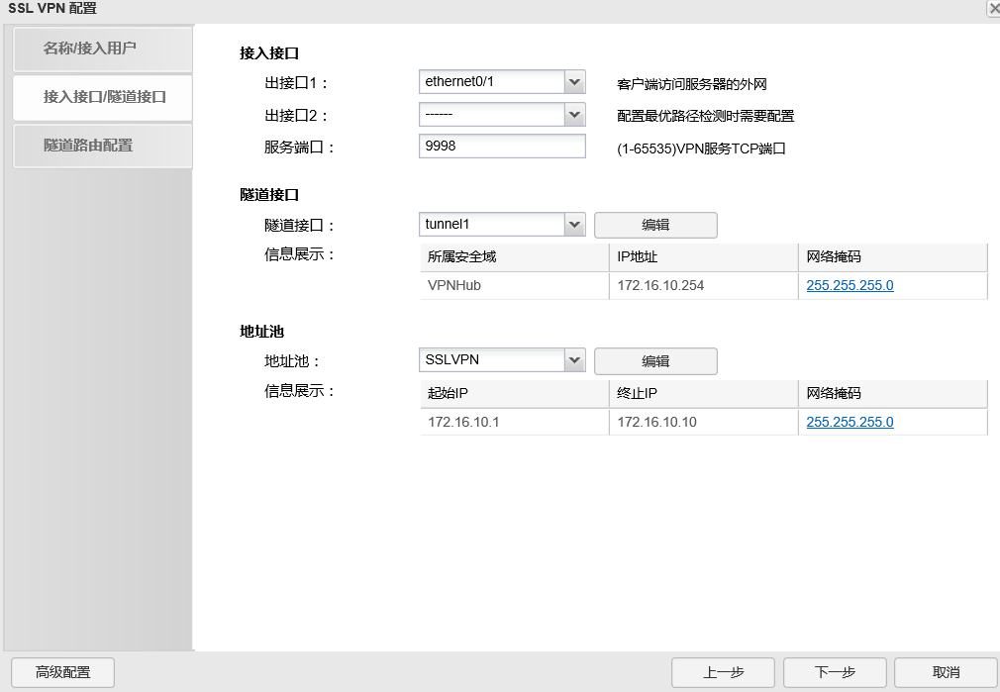 SSL VPN 配置
名称/接入用户
接入接口/隧道接口
隧道路由配置
接入接口
出接口1： ethernet0/1 客户端访问服务器的外网
出接口2： ------ 配置最优路径检测时需要配置
服务端口： 9998 (1-65535)VPN服务TCP端口
隧道接口
隧道接口： tunnel1 编辑
信息展示： 所属安全域 IP地址 网络掩码
VPNHub 172.16.10.254 255.255.255.0
地址池
地址池： SSLVPN 编辑
信息展示： 起始IP 终止IP 网络掩码
172.16.10.1 172.16.10.10 255.255.255.0
高级配置 上一步 下一步 取消